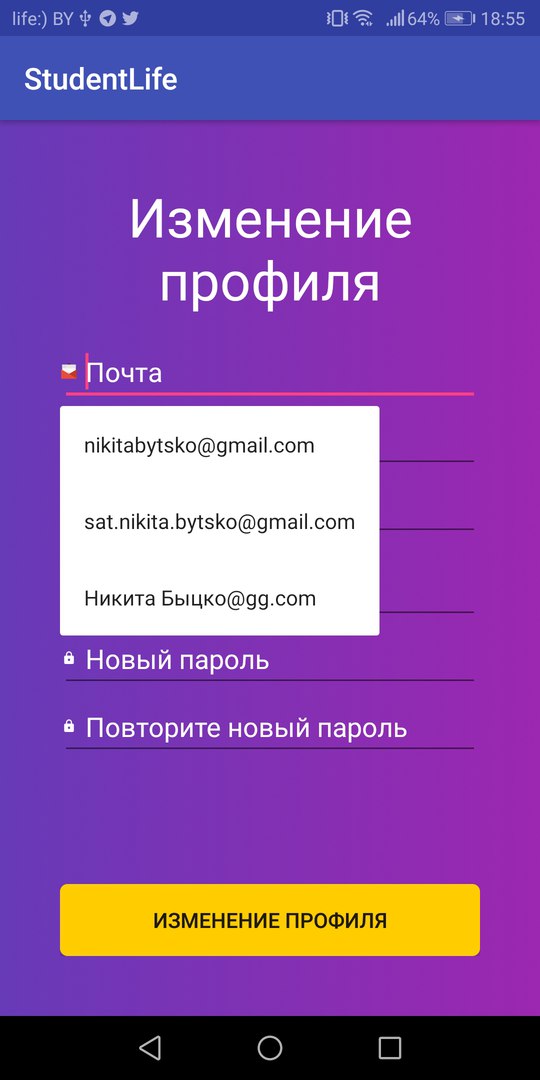 life:) BY 64% 18:55
StudentLife
Изменение
профиля
Почта
nikitabytsko@gmail.com
sat.nikita.bytsko@gmail.com
Никита Быцко@gg.com
Новый пароль
Повторите новый пароль
ИЗМЕНЕНИЕ ПРОФИЛЯ